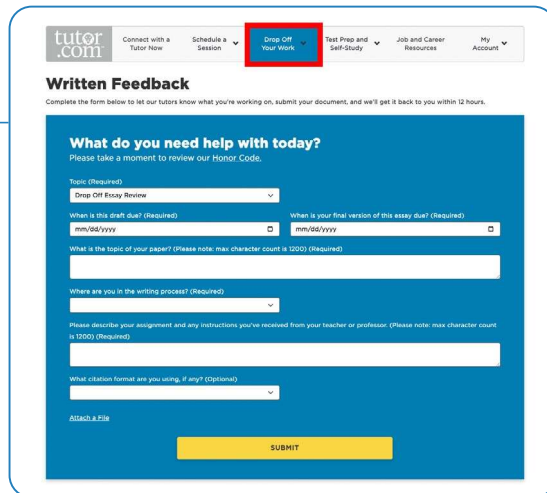 tutor
.com
Connect with a
Tutor Now
Schedule a
Session
Drop Off
Your Work
Test Prep and
Self-Study
Job and Career
Resources
My
Account
Written Feedback
Complete the form below to let our tutors know what you're working on, submit your document, and we'll get it back to you within 12 hours.
What do you need help with today?
Please take a moment to review our Honor Code.
Topic (Required)
Drop Off Essay Review
When is this draft due? (Required)
When is your final version of this essay due? (Required)
mm/dd/yyyy
mm/dd/yyyy
What is the topic of your paper? (Please note: max character count is 1200) (Required)
Where are you in the writing process? (Required)
Please describe your assignment and any instructions you've received from your teacher or professor. (Please note: max character count
is 1200) (Required)
What citation format are you using, if any? (Optional)
Attach a File
SUBMIT